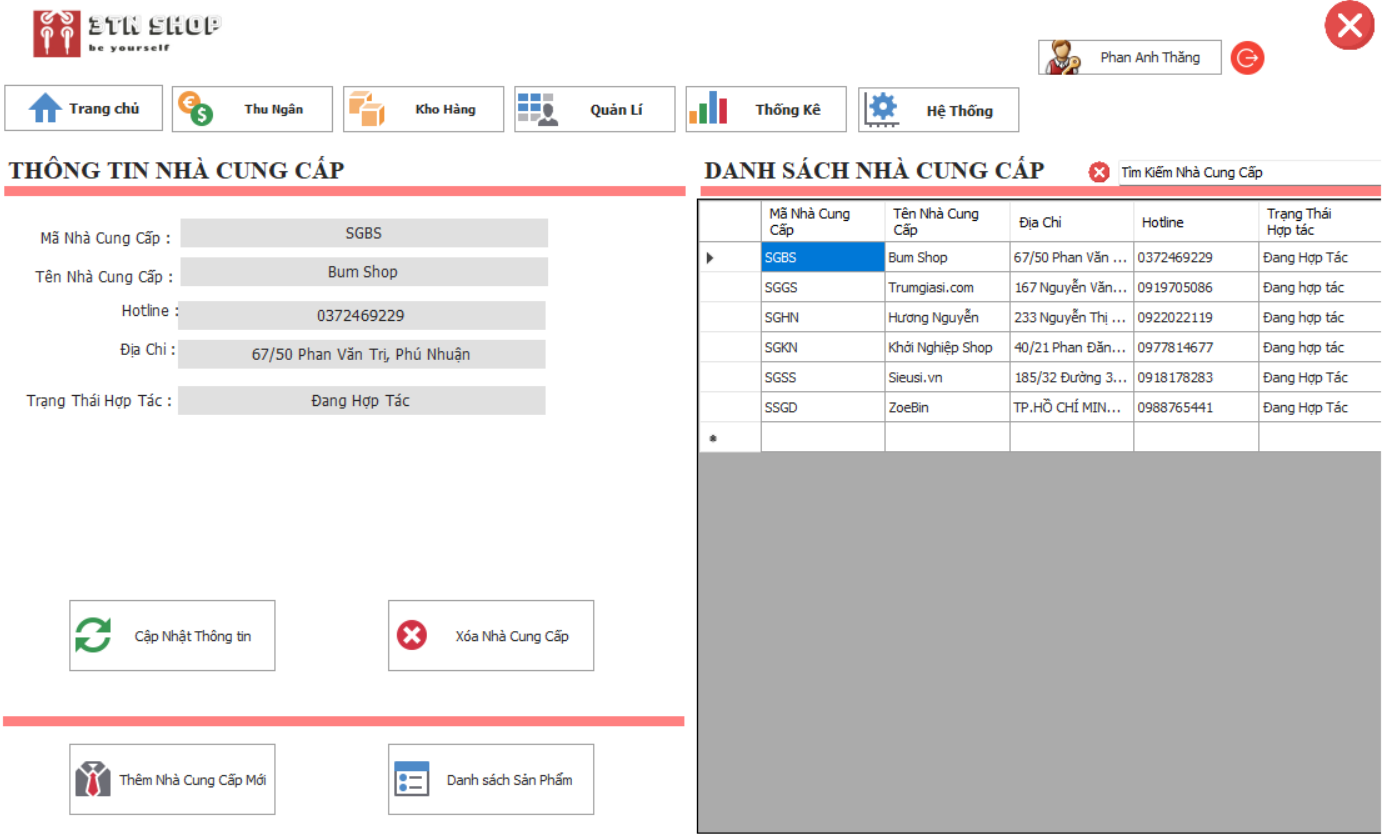 3TN SHOP
be yourself
Phan Anh Thăng
Trang chủ
Thu Ngân
Kho Hàng
Quản Lí
Thống Kê
Hệ Thống
THÔNG TIN NHÀ CUNG CẤP
Mã Nhà Cung Cấp : SGBS
Tên Nhà Cung Cấp : Bum Shop
Hotline : 0372469229
Địa Chỉ : 67/50 Phan Văn Trị, Phú Nhuận
Trạng Thái Hợp Tác : Đang Hợp Tác
Cập Nhật Thông tin
Xóa Nhà Cung Cấp
Thêm Nhà Cung Cấp Mới
Danh sách Sản Phẩm
DANH SÁCH NHÀ CUNG CẤP
Tìm Kiếm Nhà Cung Cấp
Mã Nhà Cung Cấp Tên Nhà Cung Cấp Địa Chỉ Hotline Trạng Thái Hợp tác
SGBS Bum Shop 67/50 Phan Văn ... 0372469229 Đang Hợp Tác
SGGS Trumgiasi.com 167 Nguyễn Văn... 0919705086 Đang hợp tác
SGHN Hương Nguyễn 233 Nguyễn Thị ... 0922022119 Đang hợp tác
SGKN Khởi Nghiệp Shop 40/21 Phan Đăn... 0977814677 Đang hợp tác
SGSS Sieusi.vn 185/32 Đường 3... 0918178283 Đang Hợp Tác
SSGD ZoeBin TP.HỒ CHÍ MIN... 0988765441 Đang Hợp Tác